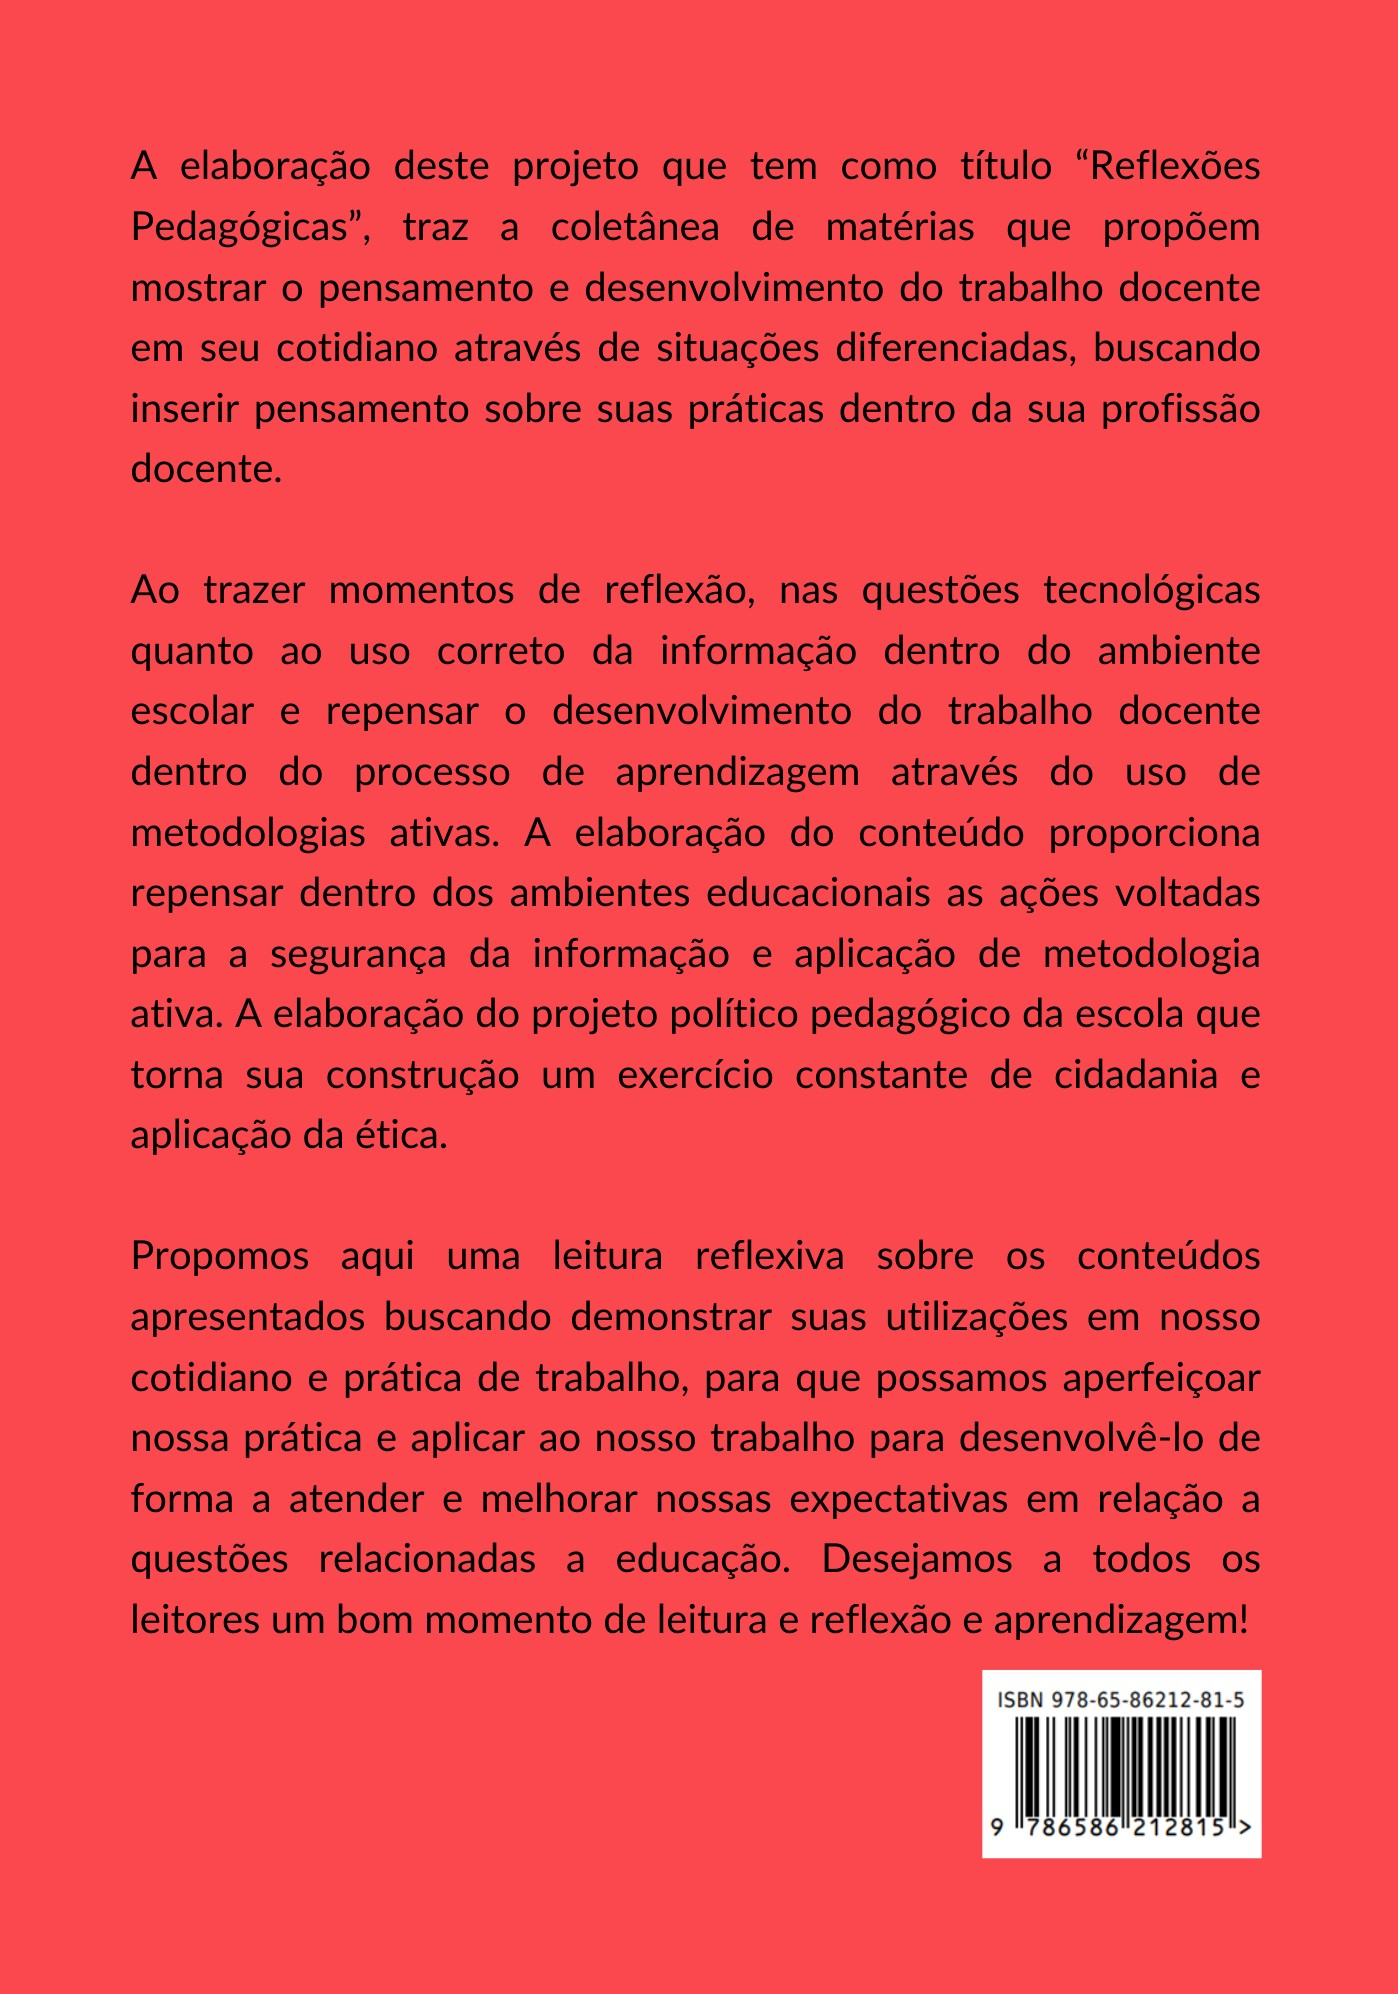 A elaboração deste projeto que tem como título “Reflexões
Pedagógicas”, traz a coletânea de matérias que propõem
mostrar o pensamento e desenvolvimento do trabalho docente
em seu cotidiano através de situações diferenciadas, buscando
inserir pensamento sobre suas práticas dentro da sua profissão
docente.
Ao trazer momentos de reflexão, nas questões tecnológicas
quanto ao uso correto da informação dentro do ambiente
escolar e repensar o desenvolvimento do trabalho docente
dentro do processo de aprendizagem através do uso de
metodologias ativas. A elaboração do conteúdo proporciona
repensar dentro dos ambientes educacionais as ações voltadas
para a segurança da informação e aplicação de metodologia
ativa. A elaboração do projeto político pedagógico da escola que
torna sua construção um exercício constante de cidadania e
aplicação da ética.
Propomos aqui uma leitura reflexiva sobre os conteúdos
apresentados buscando demonstrar suas utilizações em nosso
cotidiano e prática de trabalho, para que possamos aperfeiçoar
nossa prática e aplicar ao nosso trabalho para desenvolvê-lo de
forma a atender e melhorar nossas expectativas em relação a
questões relacionadas a educação. Desejamos a todos os
leitores um bom momento de leitura e reflexão e aprendizagem!
ISBN 978-65-86212-81-5
9 786586 212815 >